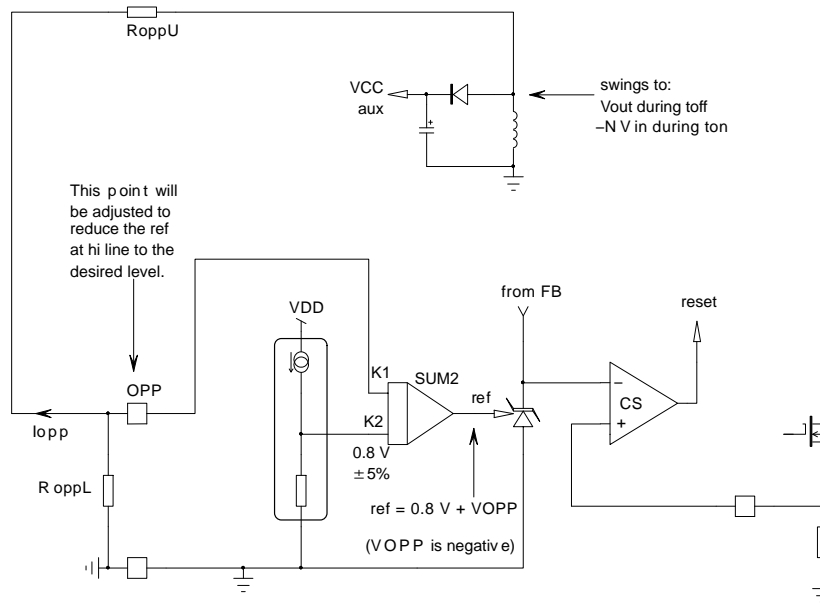 RoppU
VCC
aux
swings to:
Vout during toff
–N V in during ton
This point will
be adjusted to
reduce the ref
at hi line to the
desired level.
from FB
reset
VDD
OPP
K1
SUM2
ref
K2
CS
–
+
+
Iopp
0.8 V
±5%
R oppL
ref = 0.8 V + VOPP
(VOPP is negative)